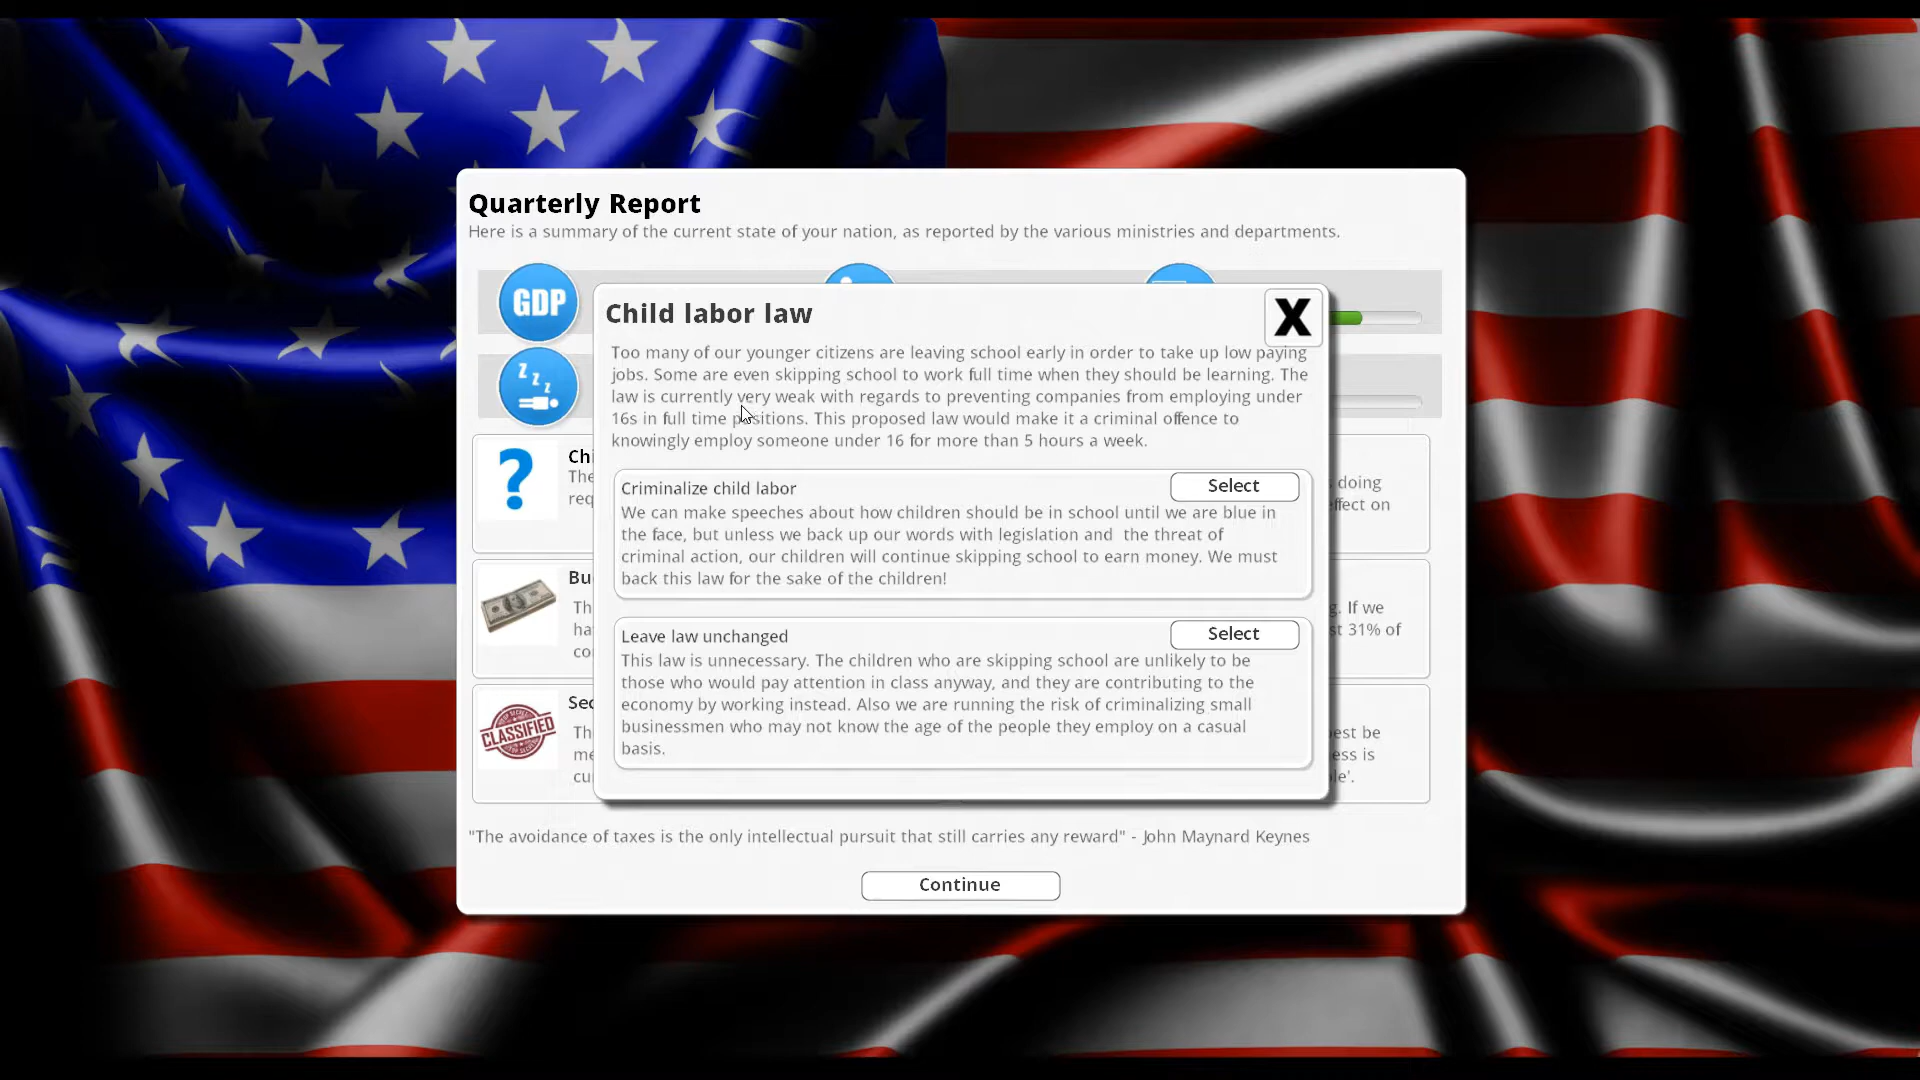 Quarterly Report
Here is a summary of the current state of your nation, as reported by the various ministries and departments.
GDP
Child labor law
X
Too many of our younger citizens are leaving school early in order to take up low paying
jobs. Some are even skipping school to work full time when they should be learning. The
law is currently very weak with regards to preventing companies from employing under
16s in full time positions. This proposed law would make it a criminal offence to
knowingly employ someone under 16 for more than 5 hours a week.
Criminalize child labor
Select
We can make speeches about how children should be in school until we are blue in
the face, but unless we back up our words with legislation and the threat of
criminal action, our children will continue skipping school to earn money. We must
back this law for the sake of the children!
Leave law unchanged
Select
This law is unnecessary. The children who are skipping school are unlikely to be
those who would pay attention in class anyway, and they are contributing to the
economy by working instead. Also we are running the risk of criminalizing small
businessmen who may not know the age of the people they employ on a casual
basis.
z z z
?
doing
on
CLASSIFIED
If we
31% of
be
is
"The avoidance of taxes is the only intellectual pursuit that still carries any reward" - John Maynard Keynes
Continue